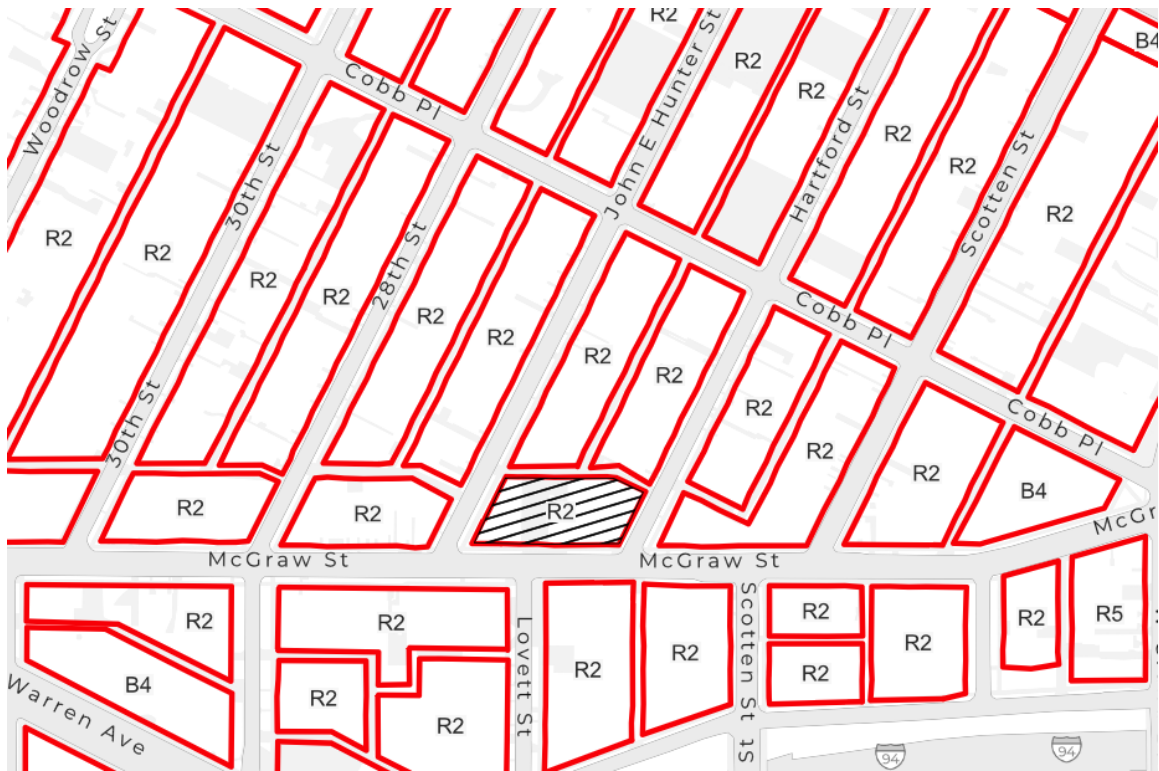 R2
B4
Woodrow St
Cobb Pl
R2
R2
John E Hunter St
R2
R2
Hartford St
30th St
Scotten St
R2
R2
R2
R2
R2
28th St
R2
R2
R2
Cobb Pl
R2
R2
R2
30th St
R2
R2
Cobb Pl
R2
R2
R2
R2
B4
McGr
McGraw St
McGraw St
R2
R2
R2
R2
R5
R2
Scotten St
Lovett St
R2
R2
R2
R2
B4
R2
R2
Warren Ave
St
94
94